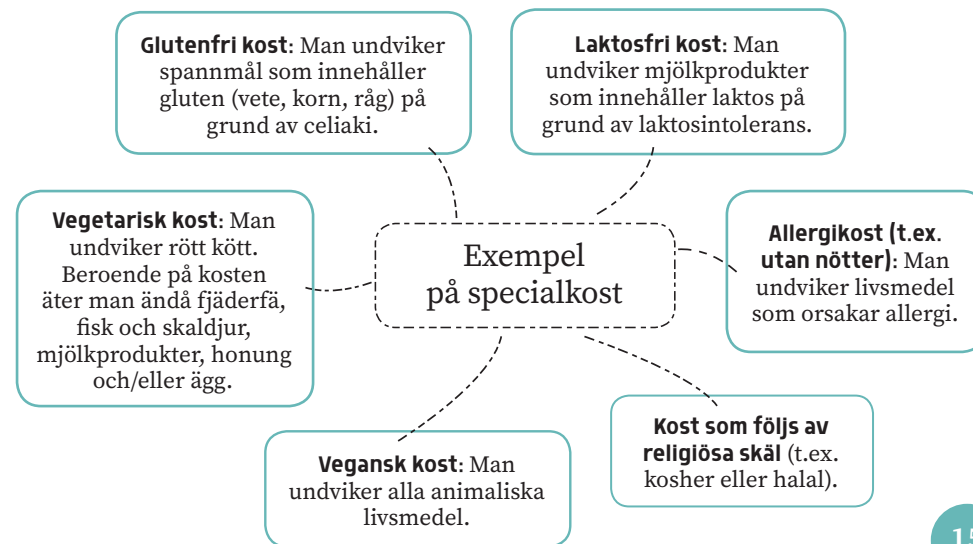 Glutenfri kost: Man undviker
spannmål som innehåller
gluten (vete, korn, råg) på
grund av celiaki.
Laktosfri kost: Man
undviker mjölkprodukter
som innehåller laktos på
grund av laktosintolerans.
Vegetarisk kost: Man
undviker rött kött.
Beroende på kosten
äter man ändå fjäderfä,
fisk och skaldjur,
mjölkprodukter, honung
och/eller ägg.
Exempel
på specialkost
Allergikost (t.ex.
utan nötter): Man
undviker livsmedel
som orsakar allergi.
Vegansk kost: Man
undviker alla animaliska
livsmedel.
Kost som följs av
religiösa skäl (t.ex.
kosher eller halal).